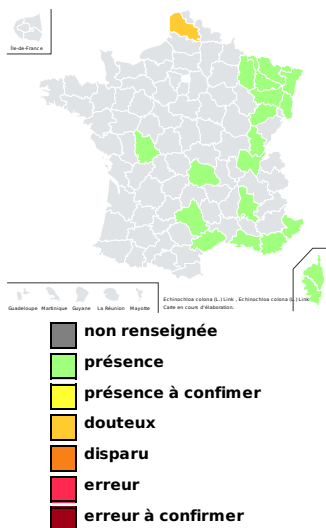 Île-de-France
Guadeloupe Martinique Guyane La Réunion Mayotte
Echinochloa colona (L.) Link , Echinochloa colona (L.) Link
Carte en cours d'élaboration.
non renseignée
présence
présence à confimer
douteux
disparu
erreur
erreur à confirmer